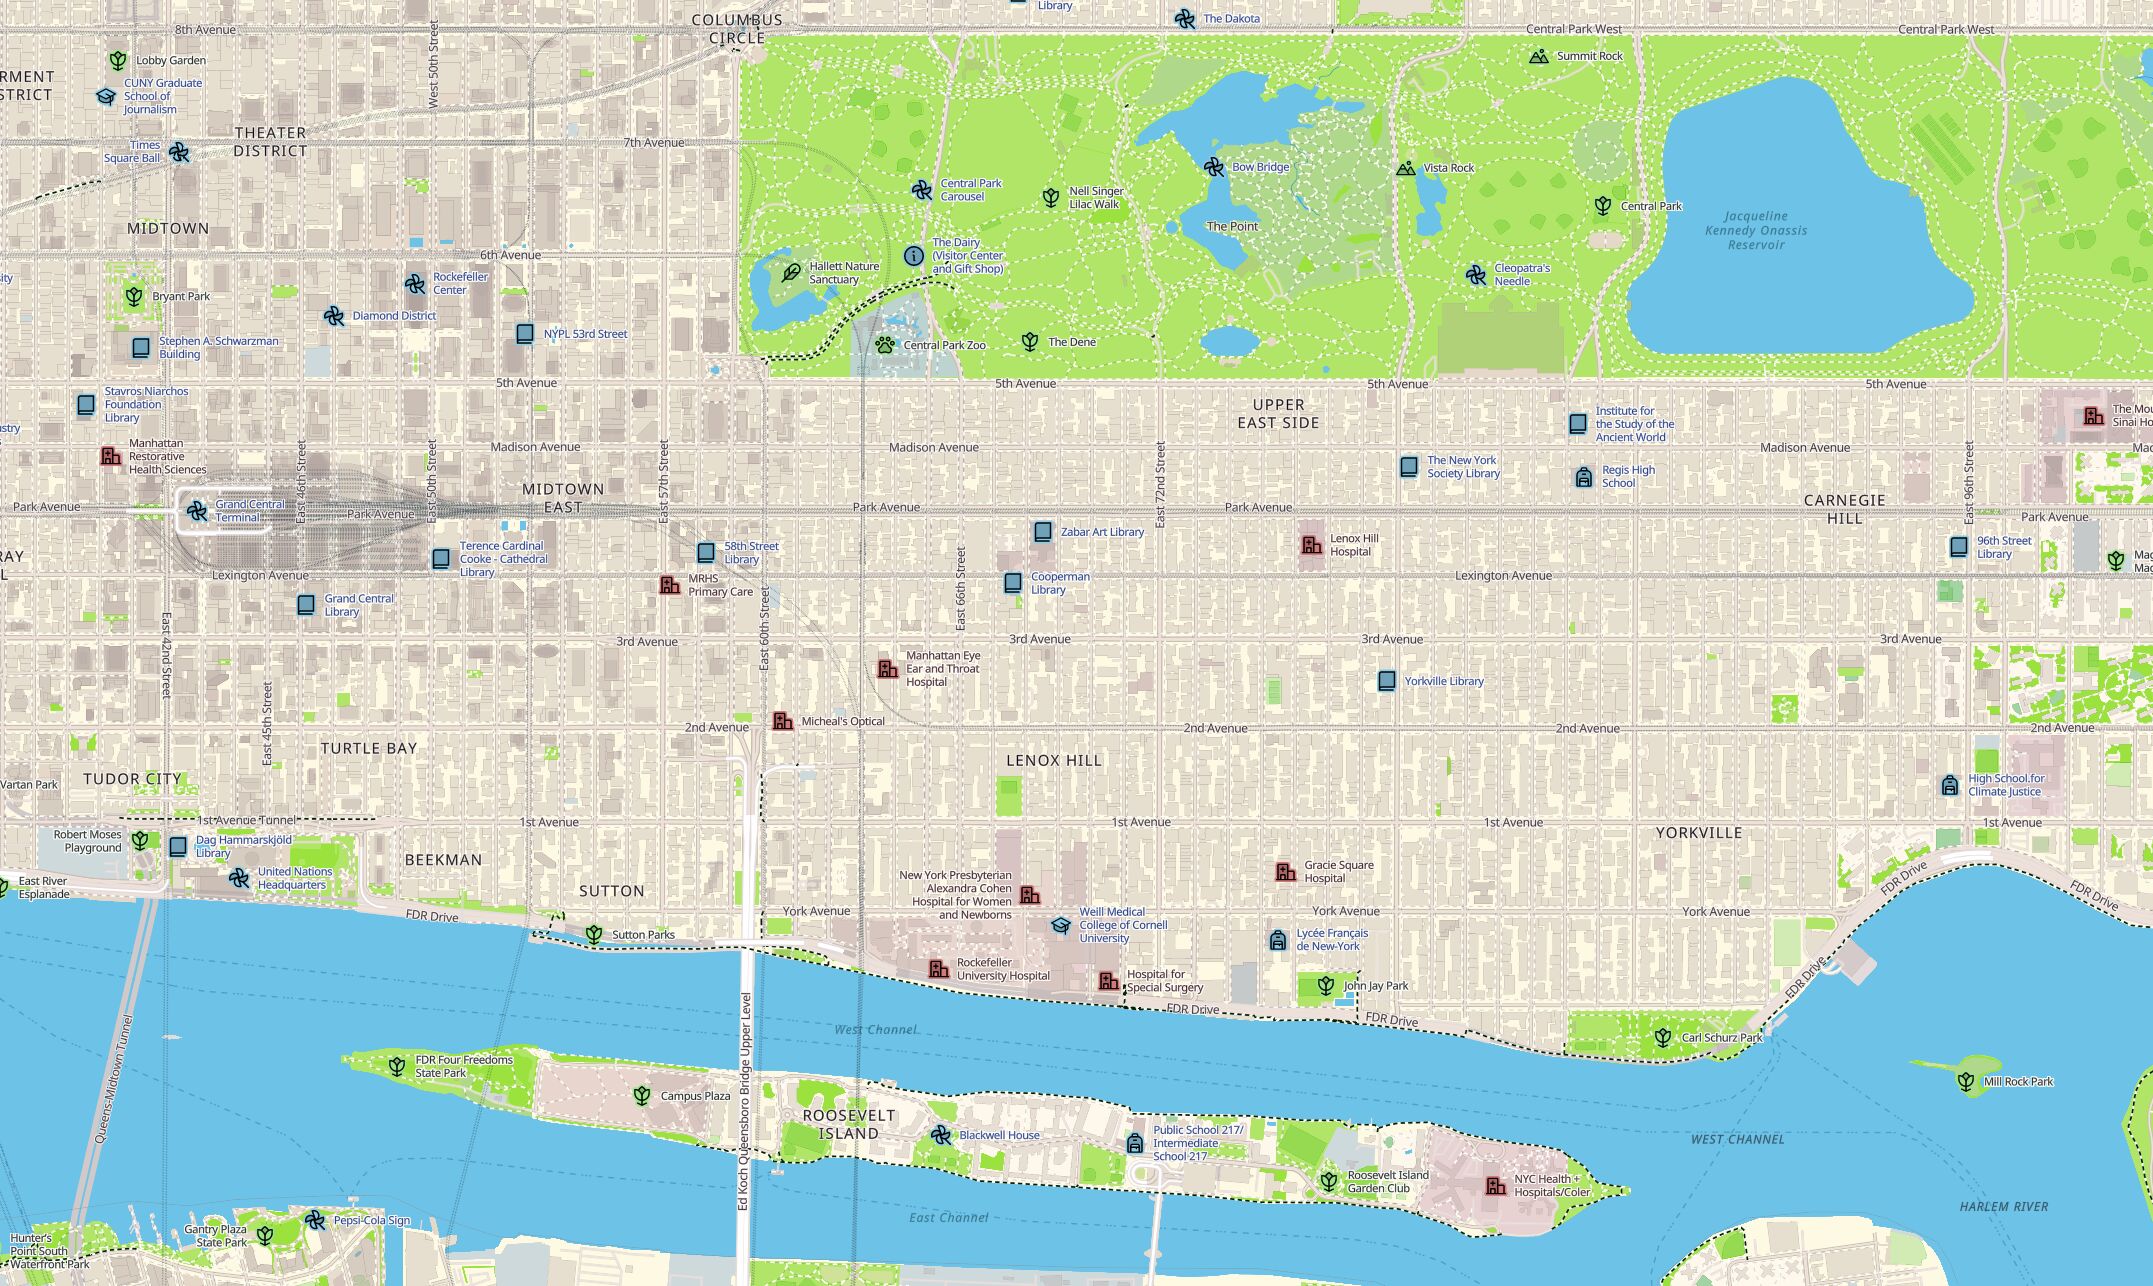 Library
The Dakota
COLUMBUS
CIRCLE
8th Avenue
Central Park West
Central Park West
West 50th Street
Lobby Garden
Summit Rock
CUNY Graduate
School of
Journalism
THEATER
DISTRICT
7th Avenue
Times
Square Ball
Bow Bridge
Vista Rock
Central Park
Carousel
Nell Singer
Lilac Walk
Central Park
Jacqueline
Kennedy Onassis
Reservoir
MIDTOWN
The Point
6th Avenue
The Dairy
(Visitor Center
and Gift Shop)
Hallett Nature
Sanctuary
Cleopatra's
Needle
Rockefeller
Center
Bryant Park
Diamond District
NYPL 53rd Street
Stephen A. Schwarzman
Building
Central Park Zoo
The Dene
5th Avenue
5th Avenue
5th Avenue
5th Avenue
Stavros Niarchos
Foundation
Library
UPPER
EAST SIDE
Institute for
the Study of the
Ancient World
Manhattan
Restorative
Health Sciences
Madison Avenue
Madison Avenue
Madison Avenue
The New York
Society Library
Regis High
School
East 46th Street
East 50th Street
East 57th Street
East 72nd Street
East 96th Street
MIDTOWN
EAST
CARNEGIE
HILL
Grand Central
Terminal
Park Avenue
Park Avenue
Park Avenue
Park Avenue
Park Avenue
Zabar Art Library
Lenox Hill
Hospital
96th Street
Library
Terence Cardinal
Cooke - Cathedral
Library
58th Street
Library
Lexington Avenue
Lexington Avenue
MRHS
Primary Care
Cooperman
Library
Grand Central
Library
East 42nd Street
East 60th Street
East 66th Street
3rd Avenue
3rd Avenue
3rd Avenue
3rd Avenue
Manhattan Eye
Ear and Throat
Hospital
Yorkville Library
East 45th Street
Micheal's Optical
2nd Avenue
2nd Avenue
2nd Avenue
2nd Avenue
TURTLE BAY
LENOX HILL
TUDOR CITY
Vartan Park
High School for
Climate Justice
1st Avenue Tunnel
1st Avenue
1st Avenue
1st Avenue
1st Avenue
YORKVILLE
Robert Moses
Playground
Dag Hammarskjöld
Library
BEEKMAN
United Nations
Headquarters
East River
Esplanade
SUTTON
Gracie Square
Hospital
New York Presbyterian
Alexandra Cohen
Hospital for Women
and Newborns
FDR Drive
York Avenue
York Avenue
York Avenue
FDR Drive
FDR Drive
Weill Medical
College of Cornell
University
Sutton Parks
Lycée Français
de New-York
Rockefeller
University Hospital
Hospital for
Special Surgery
John Jay Park
FDR Drive
FDR Drive
FDR Drive
West Channel
Carl Schurz Park
Queens-Midtown Tunnel
Ed Koch Queensboro Bridge Upper Level
FDR Four Freedoms
State Park
Campus Plaza
Mill Rock Park
ROOSEVELT
ISLAND
Blackwell House
Public School 217/
Intermediate
School 217
WEST CHANNEL
Roosevelt Island
Garden Club
NYC Health +
Hospitals/Coler
HARLEM RIVER
East Channel
Pepsi-Cola Sign
Gantry Plaza
State Park
Hunter's
Point South
Waterfront Park